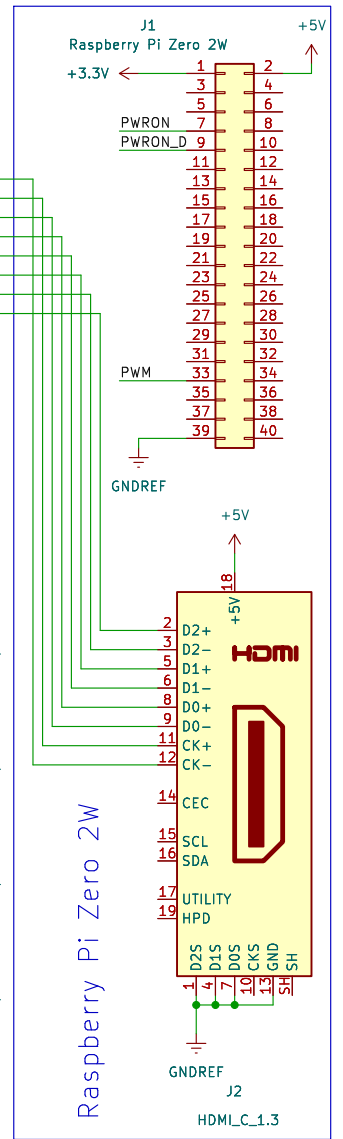 J1
Raspberry Pi Zero 2W
+5V
+3.3V
1 2
3 4
5 6
PWRON 7 8
PWRON_D 9 10
11 12
13 14
15 16
17 18
19 20
21 22
23 24
25 26
27 28
29 30
31 32
PWM 33 34
35 36
37 38
39 40
GNDREF
+5V
18
+5V
HDMI
2 D2+
3 D2-
5 D1+
6 D1-
8 D0+
9 D0-
11 CK+
12 CK-
14 CEC
15 SCL
16 SDA
17 UTILITY
19 HPD
D2S D1S D0S CKS GND SH
1 4 7 10 13 SH
GNDREF
J2
HDMI_C_1.3
Raspberry Pi Zero 2W